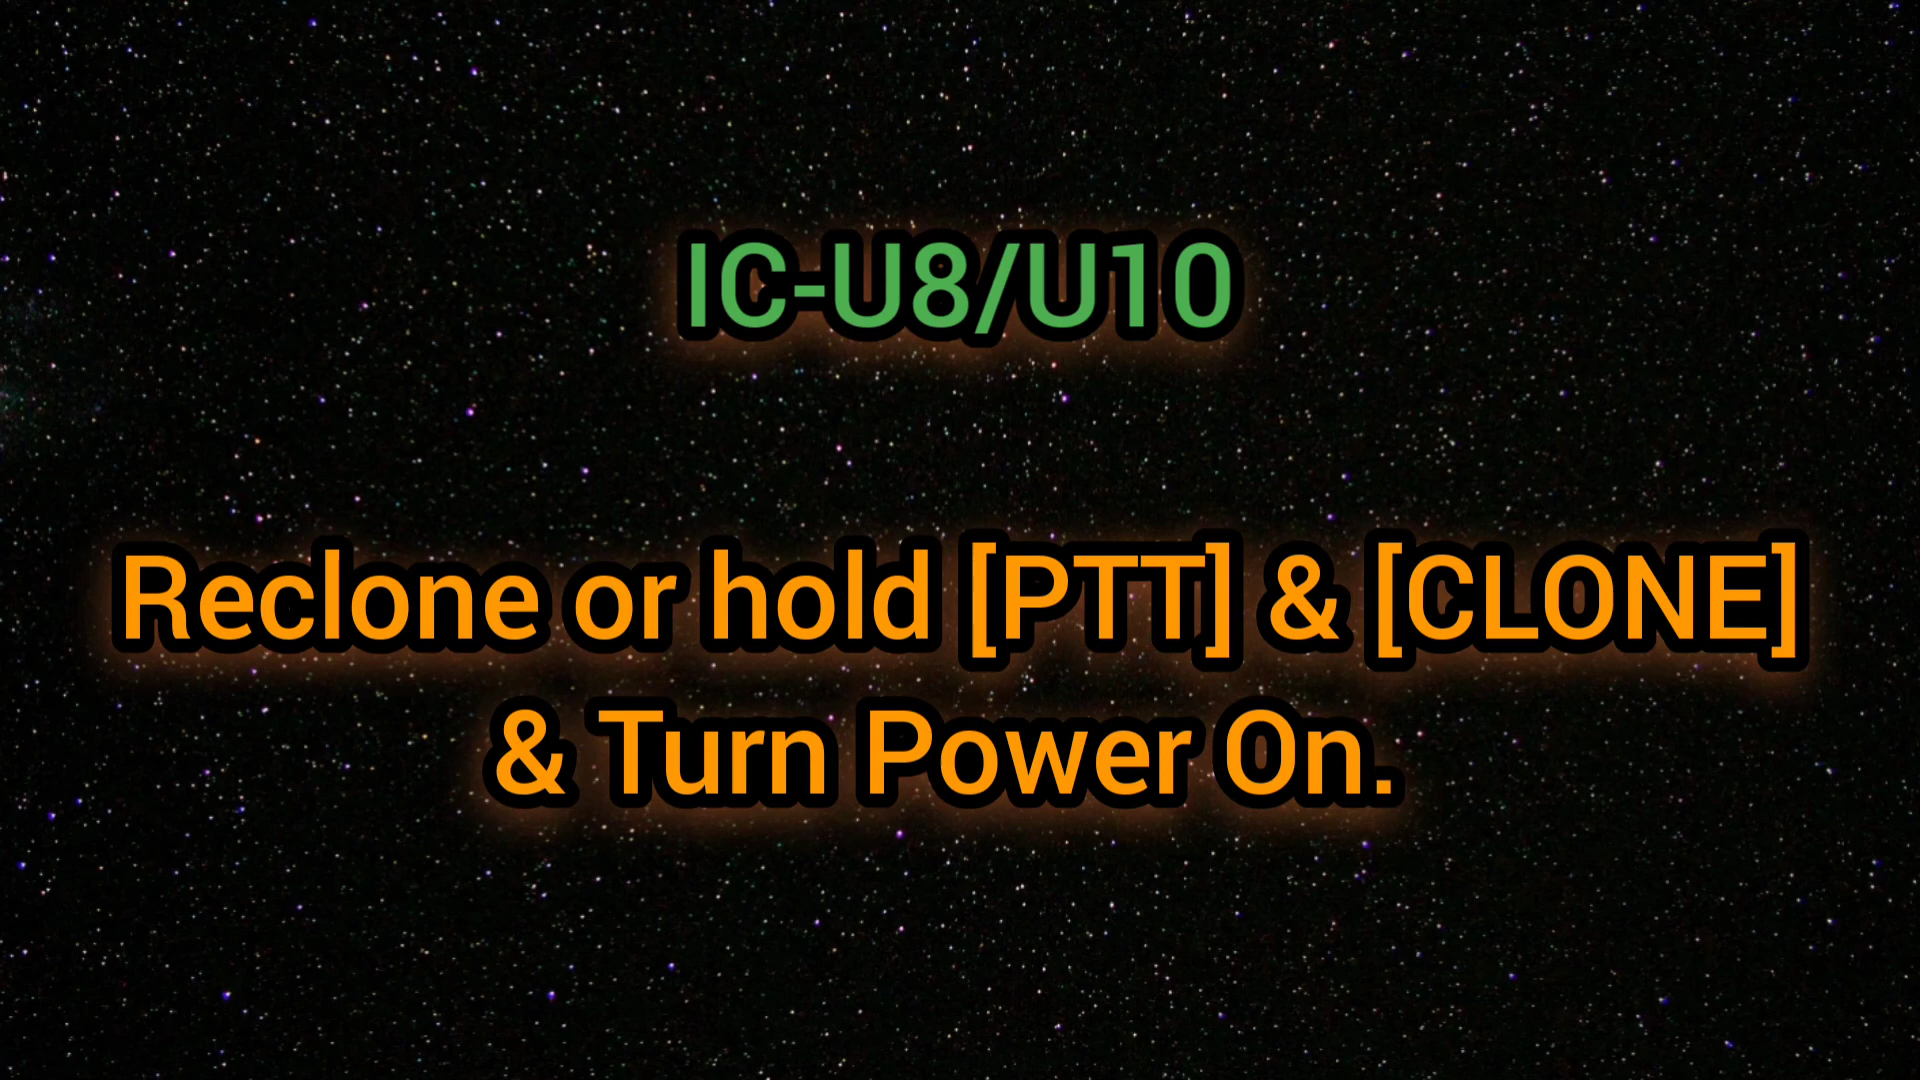 IC-U8/U10
Reclone or hold [PTT] & [CLONE]
& Turn Power On.